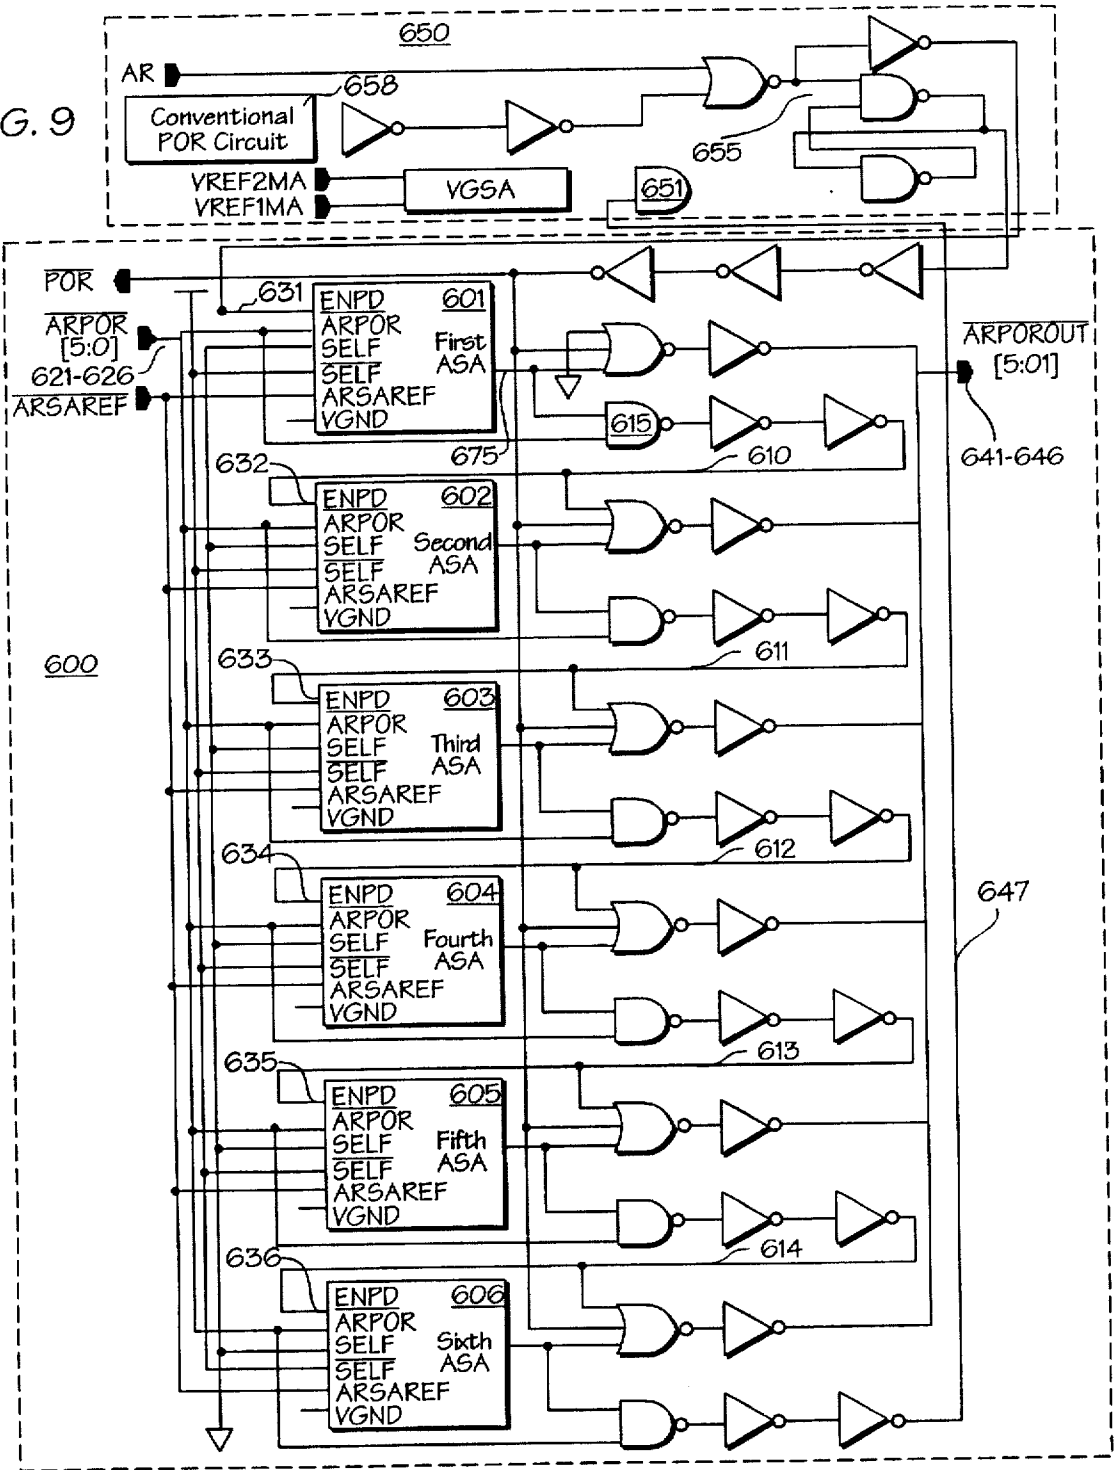 G. 9
650
AR
658
Conventional
POR Circuit
655
VREF2MA
VREF1MA
VGSA
651
POR
ARPOR
[5:0]
621-626
ARSAREF
631
ENPD
ARPOR
SELF
SELF
ARSAREF
VGND
601
First
ASA
675
615
610
ARPOROUT
[5:01]
641-646
632
ENPD
ARPOR
SELF
SELF
ARSAREF
VGND
602
Second
ASA
611
600
633
ENPD
ARPOR
SELF
SELF
ARSAREF
VGND
603
Third
ASA
612
634
ENPD
ARPOR
SELF
SELF
ARSAREF
VGND
604
Fourth
ASA
613
647
635
ENPD
ARPOR
SELF
SELF
ARSAREF
VGND
605
Fifth
ASA
614
636
ENPD
ARPOR
SELF
SELF
ARSAREF
VGND
606
Sixth
ASA